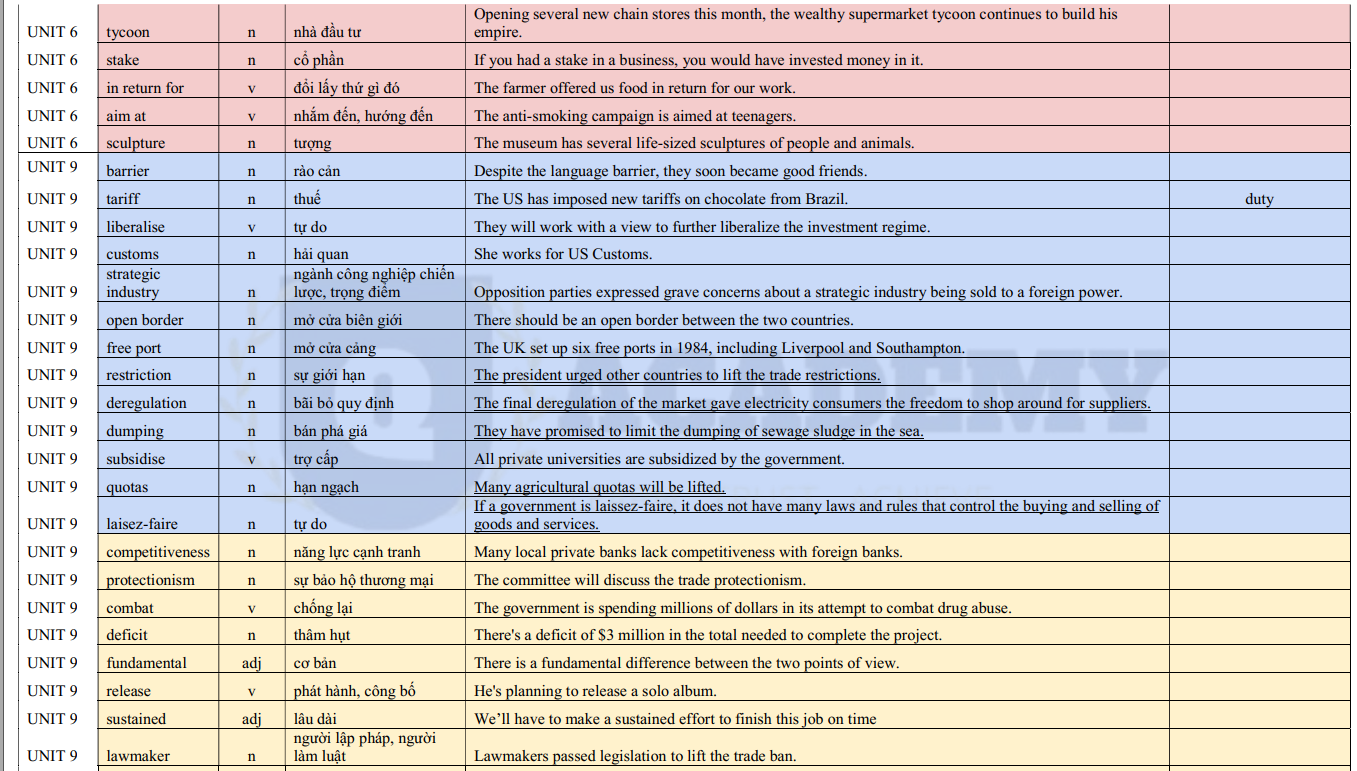 Opening several new chain stores this month, the wealthy supermarket tycoon continues to build his
UNIT 6 tycoon n nhà đầu tư empire.
UNIT 6 stake n cổ phần If you had a stake in a business, you would have invested money in it.
UNIT 6 in return for v đổi lấy thứ gì đó The farmer offered us food in return for our work.
UNIT 6 aim at v nhắm đến, hướng đến The anti-smoking campaign is aimed at teenagers.
UNIT 6 sculpture n tượng The museum has several life-sized sculptures of people and animals.
UNIT 9 barrier n rào cản Despite the language barrier, they soon became good friends.
UNIT 9 tariff n thuế The US has imposed new tariffs on chocolate from Brazil. duty
UNIT 9 liberalise v tự do They will work with a view to further liberalize the investment regime.
UNIT 9 customs n hải quan She works for US Customs.
strategic ngành công nghiệp chiến
UNIT 9 industry n lược, trọng điểm Opposition parties expressed grave concerns about a strategic industry being sold to a foreign power.
UNIT 9 open border n mở cửa biên giới There should be an open border between the two countries.
UNIT 9 free port n mở cửa cảng The UK set up six free ports in 1984, including Liverpool and Southampton.
UNIT 9 restriction n sự giới hạn The president urged other countries to lift the trade restrictions.
UNIT 9 deregulation n bãi bỏ quy định The final deregulation of the market gave electricity consumers the freedom to shop around for suppliers.
UNIT 9 dumping n bán phá giá They have promised to limit the dumping of sewage sludge in the sea.
UNIT 9 subsidise v trợ cấp All private universities are subsidized by the government.
UNIT 9 quotas n hạn ngạch Many agricultural quotas will be lifted.
If a government is laissez-faire, it does not have many laws and rules that control the buying and selling of
UNIT 9 laisez-faire n tự do goods and services.
UNIT 9 competitiveness n năng lực cạnh tranh Many local private banks lack competitiveness with foreign banks.
UNIT 9 protectionism n sự bảo hộ thương mại The committee will discuss the trade protectionism.
UNIT 9 combat v chống lại The government is spending millions of dollars in its attempt to combat drug abuse.
UNIT 9 deficit n thâm hụt There's a deficit of $3 million in the total needed to complete the project.
UNIT 9 fundamental adj cơ bản There is a fundamental difference between the two points of view.
UNIT 9 release v phát hành, công bố He's planning to release a solo album.
UNIT 9 sustained adj lâu dài We’ll have to make a sustained effort to finish this job on time
người lập pháp, người
UNIT 9 lawmaker n làm luật Lawmakers passed legislation to lift the trade ban.
ACADEMY